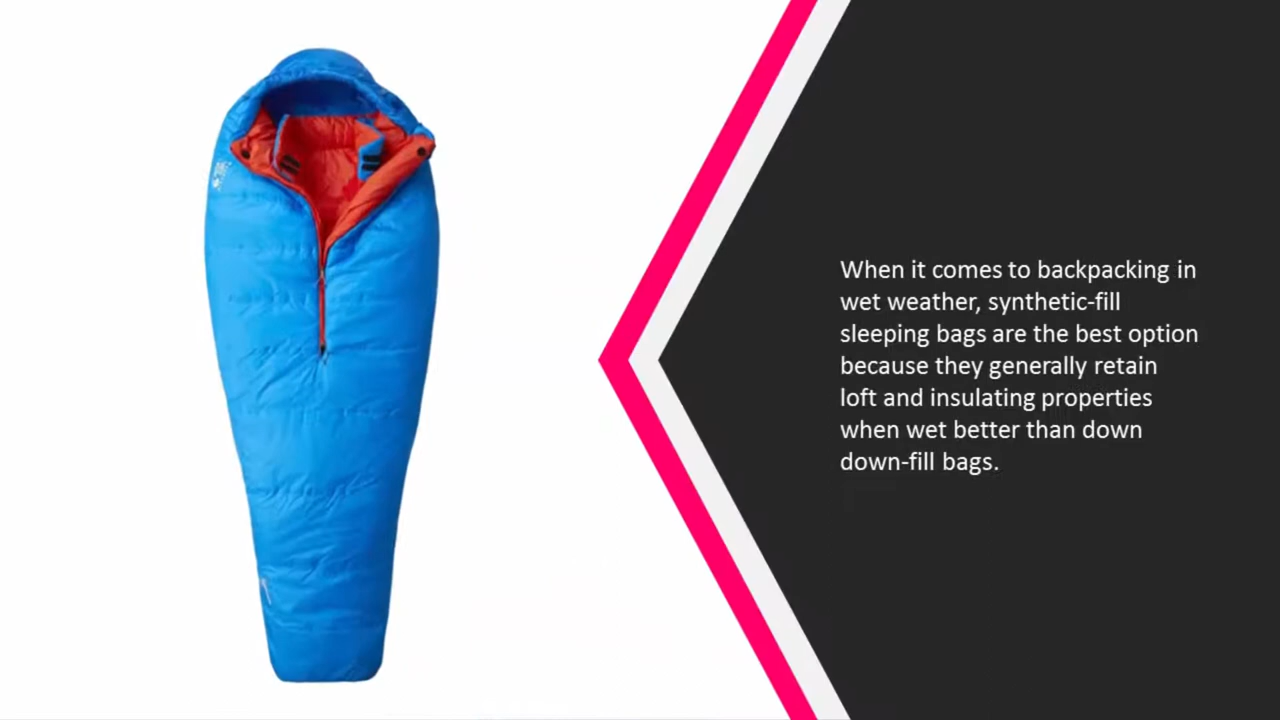 When it comes to backpacking in
wet weather, synthetic-fill
sleeping bags are the best option
because they generally retain
loft and insulating properties
when wet better than down
down-fill bags.